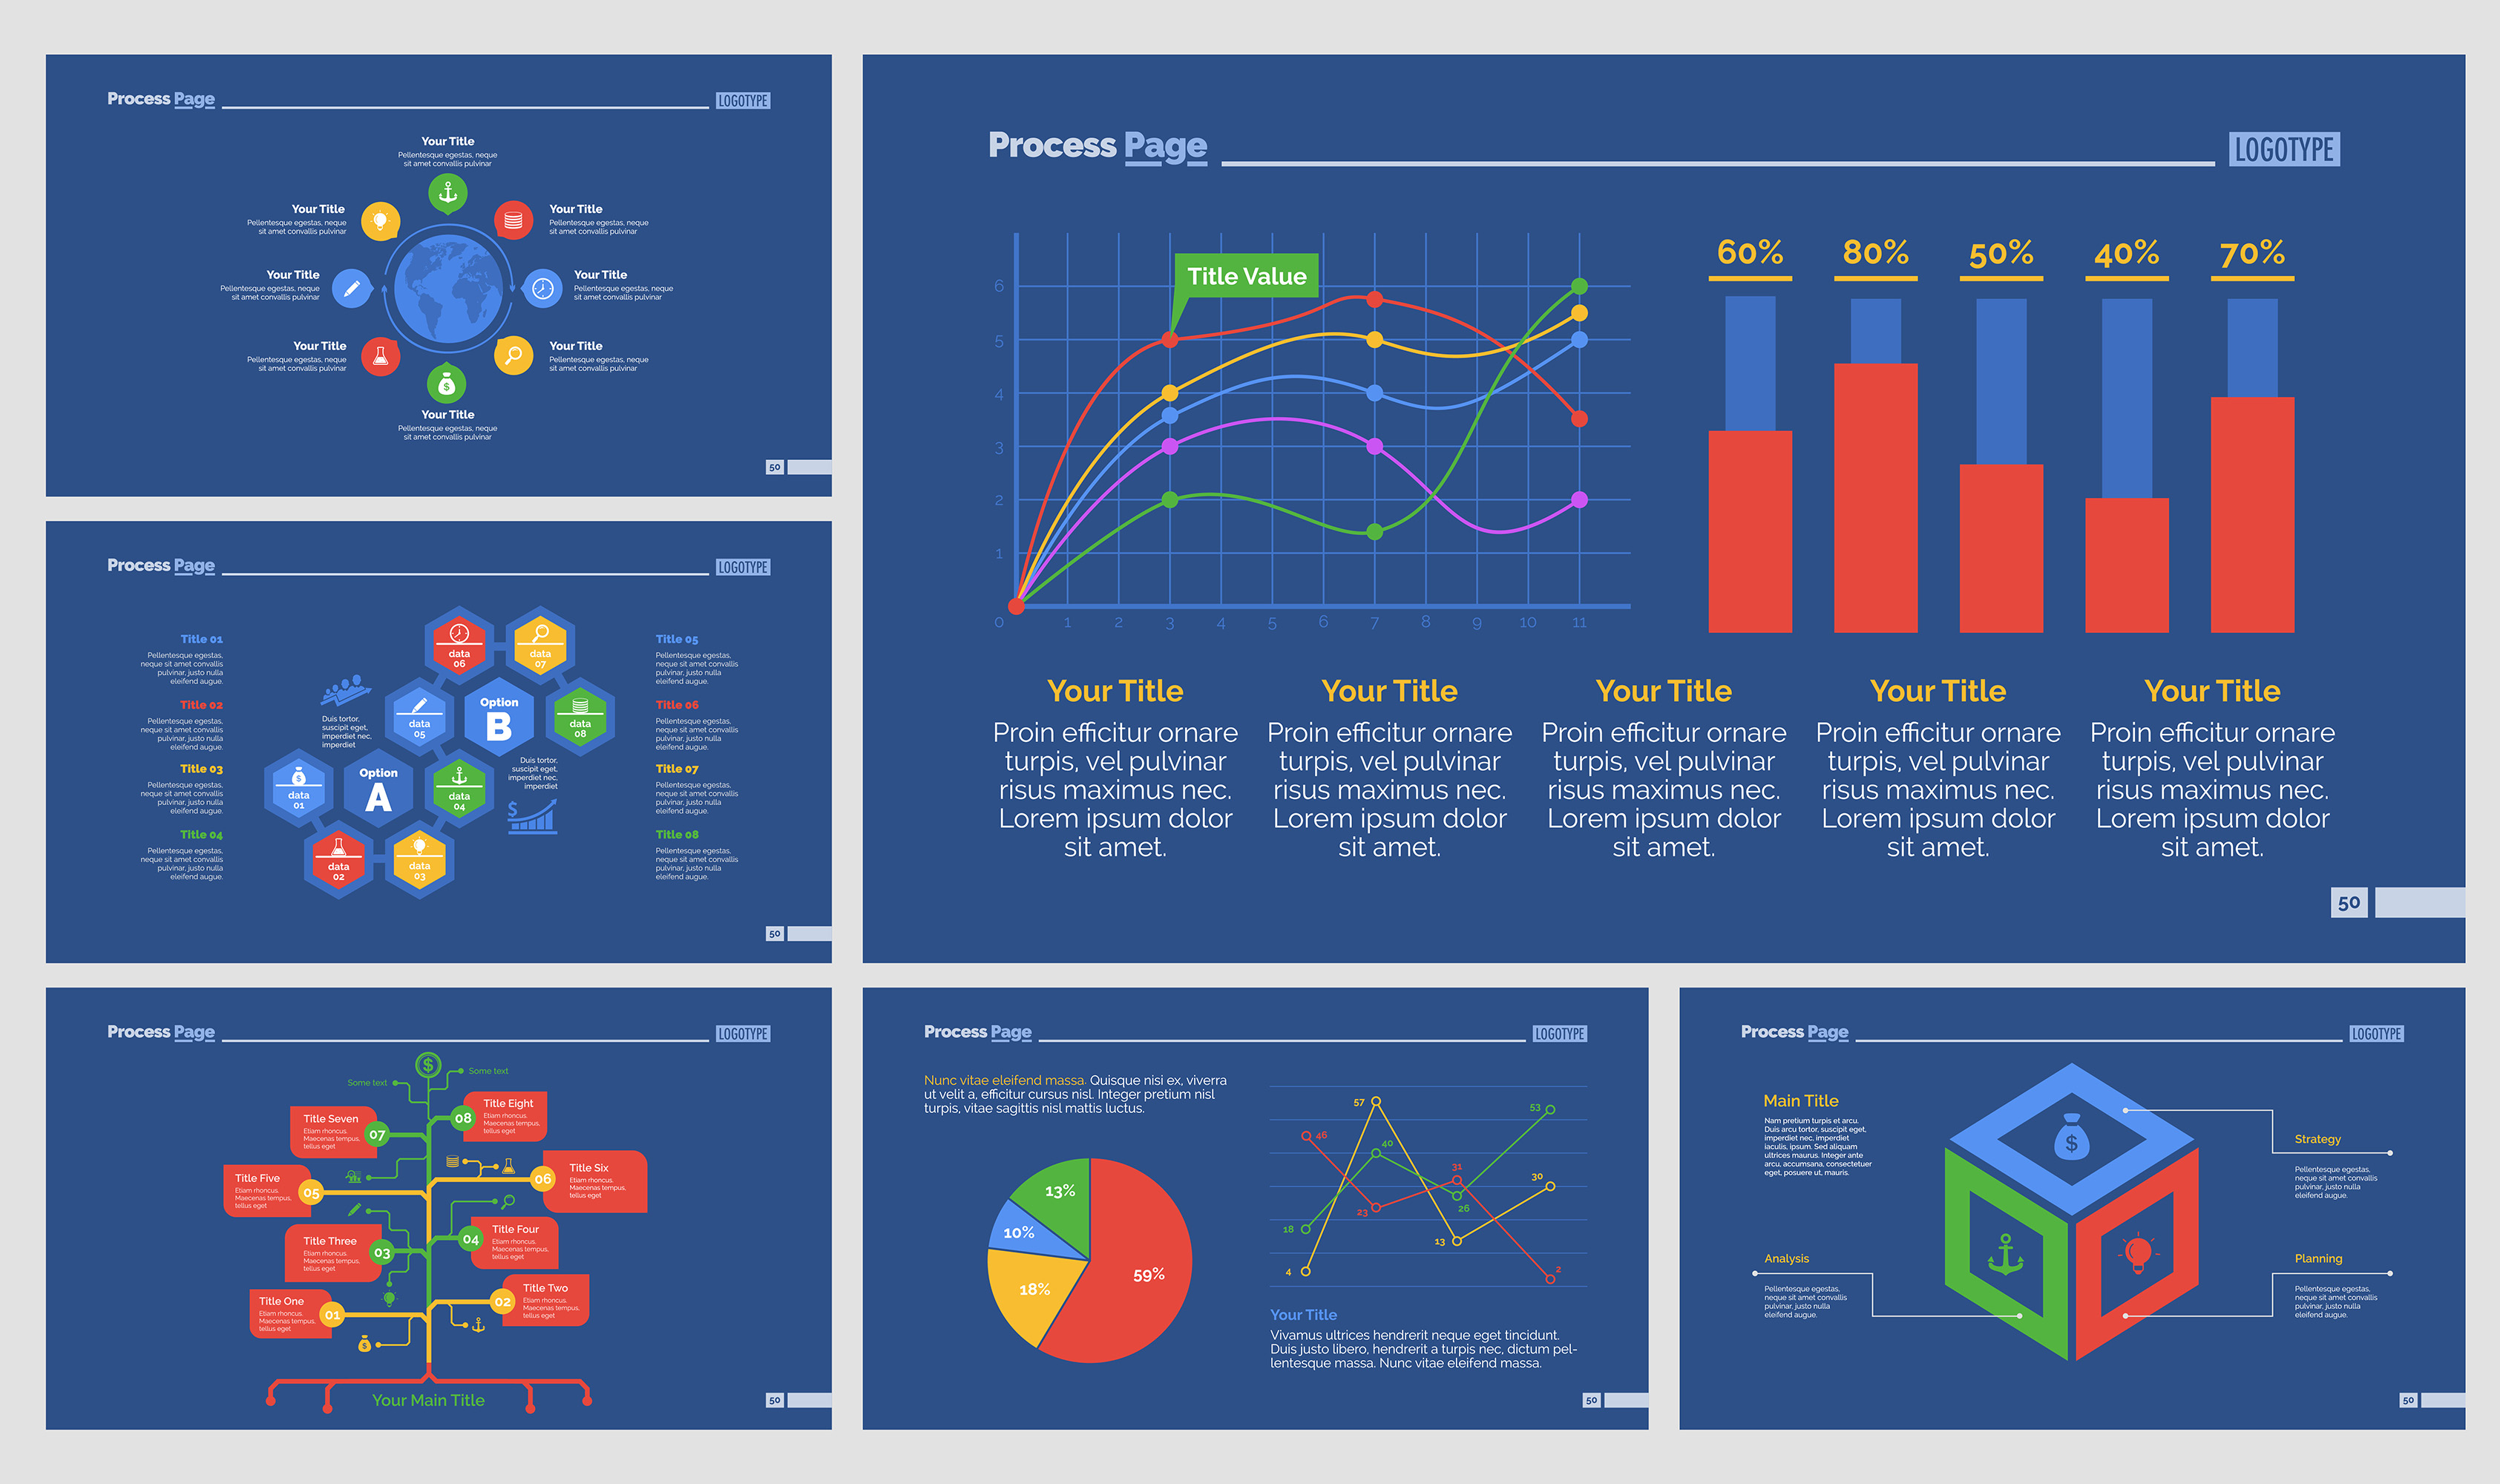 Process Page
LOGOTYPE
Your Title
Pellentesque egestas, neque
sit amet convallis pulvinar
Your Title
Pellentesque egestas, neque
sit amet convallis pulvinar
Your Title
Pellentesque egestas, neque
sit amet convallis pulvinar
Your Title
Pellentesque egestas, neque
sit amet convallis pulvinar
Your Title
Pellentesque egestas, neque
sit amet convallis pulvinar
Your Title
Pellentesque egestas, neque
sit amet convallis pulvinar
Your Title
Pellentesque egestas, neque
sit amet convallis pulvinar
$
Your Title
Pellentesque egestas, neque
sit amet convallis pulvinar
50
Process Page
LOGOTYPE
Title Value
6
5
4
3
2
1
0 1 2 3 4 5 6 7 8 9 10 11
60% 80% 50% 40% 70%
Your Title
Proin efficitur ornare
turpis, vel pulvinar
risus maximus nec.
Lorem ipsum dolor
sit amet.
Your Title
Proin efficitur ornare
turpis, vel pulvinar
risus maximus nec.
Lorem ipsum dolor
sit amet.
Your Title
Proin efficitur ornare
turpis, vel pulvinar
risus maximus nec.
Lorem ipsum dolor
sit amet.
Your Title
Proin efficitur ornare
turpis, vel pulvinar
risus maximus nec.
Lorem ipsum dolor
sit amet.
Your Title
Proin efficitur ornare
turpis, vel pulvinar
risus maximus nec.
Lorem ipsum dolor
sit amet.
50
Process Page
LOGOTYPE
Title 01
Pellentesque egestas,
neque sit amet convallis
pulvinar, justo nulla
eleifend augue.
Title 02
Pellentesque egestas,
neque sit amet convallis
pulvinar, justo nulla
eleifend augue.
Title 03
Pellentesque egestas,
neque sit amet convallis
pulvinar, justo nulla
eleifend augue.
Title 04
Pellentesque egestas,
neque sit amet convallis
pulvinar, justo nulla
eleifend augue.
data
06
data
07
data
05
Option
B
data
08
Duis tortor,
suscipit eget,
imperdiet nec,
imperdiet
$
data
01
Option
A
data
04
Duis tortor,
suscipit eget,
imperdiet nec,
imperdiet
$
data
02
data
03
Title 05
Pellentesque egestas,
neque sit amet convallis
pulvinar, justo nulla
eleifend augue.
Title 06
Pellentesque egestas,
neque sit amet convallis
pulvinar, justo nulla
eleifend augue.
Title 07
Pellentesque egestas,
neque sit amet convallis
pulvinar, justo nulla
eleifend augue.
Title 08
Pellentesque egestas,
neque sit amet convallis
pulvinar, justo nulla
eleifend augue.
50
Process Page
LOGOTYPE
$
Some text
Some text
Title Eight
Etiam rhoncus.
Maecenas tempus,
tellus eget
08
Title Seven
Etiam rhoncus.
Maecenas tempus,
tellus eget
07
Title Six
Etiam rhoncus.
Maecenas tempus,
tellus eget
06
Title Five
Etiam rhoncus.
Maecenas tempus,
tellus eget
05
Title Four
Etiam rhoncus.
Maecenas tempus,
tellus eget
04
Title Three
Etiam rhoncus.
Maecenas tempus,
tellus eget
03
Title Two
Etiam rhoncus.
Maecenas tempus,
tellus eget
02
Title One
Etiam rhoncus.
Maecenas tempus,
tellus eget
01
$
Your Main Title
50
Process Page
LOGOTYPE
Nunc vitae eleifend massa. Quisque nisi ex, viverra
ut velit a, efficitur cursus nisl. Integer pretium nisl
turpis, vitae sagittis nisl mattis luctus.
13%
10%
18%
59%
57
53
46
40
31
30
26
23
18
13
4
2
Your Title
Vivamus ultrices hendrerit neque eget tincidunt.
Duis justo libero, hendrerit a turpis nec, dictum pel-
lentesque massa. Nunc vitae eleifend massa.
50
Process Page
LOGOTYPE
Main Title
Nam pretium turpis et arcu.
Duis arcu tortor, suscipit eget,
imperdiet nec, imperdiet
iaculis, ipsum. Sed aliquam
ultrices maurus. Integer ante
arcu, accumsana, consectetuer
eget, posuere ut, mauris.
$
Strategy
Pellentesque egestas,
neque sit amet convallis
pulvinar, justo nulla
eleifend augue.
Analysis
Pellentesque egestas,
neque sit amet convallis
pulvinar, justo nulla
eleifend augue.
Planning
Pellentesque egestas,
neque sit amet convallis
pulvinar, justo nulla
eleifend augue.
50